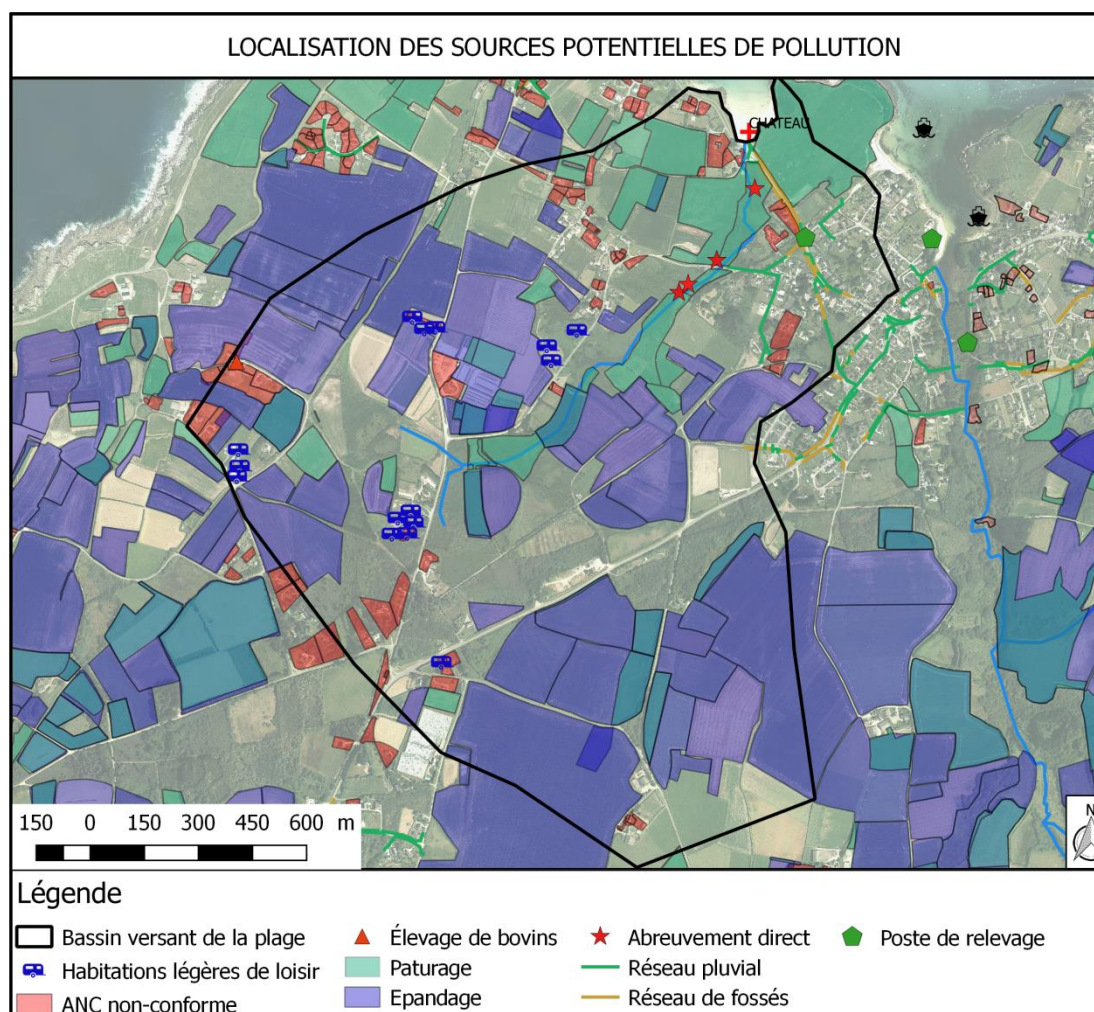 LOCALISATION DES SOURCES POTENTIELLES DE POLLUTION
CHATEAU
150 0 150 300 450 600 m
N
Légende
Bassin versant de la plage
Élevage de bovins
Abreuvement direct
Poste de relevage
Habitations légères de loisir
Paturage
Réseau pluvial
ANC non-conforme
Epandage
Réseau de fossés